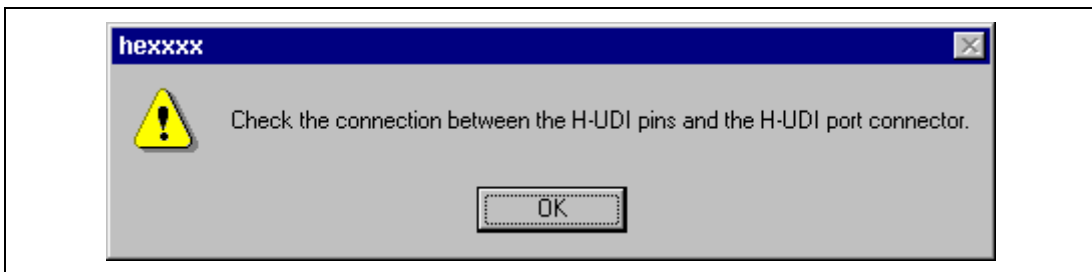 hexxxx
Check the connection between the H-UDI pins and the H-UDI port connector.
OK